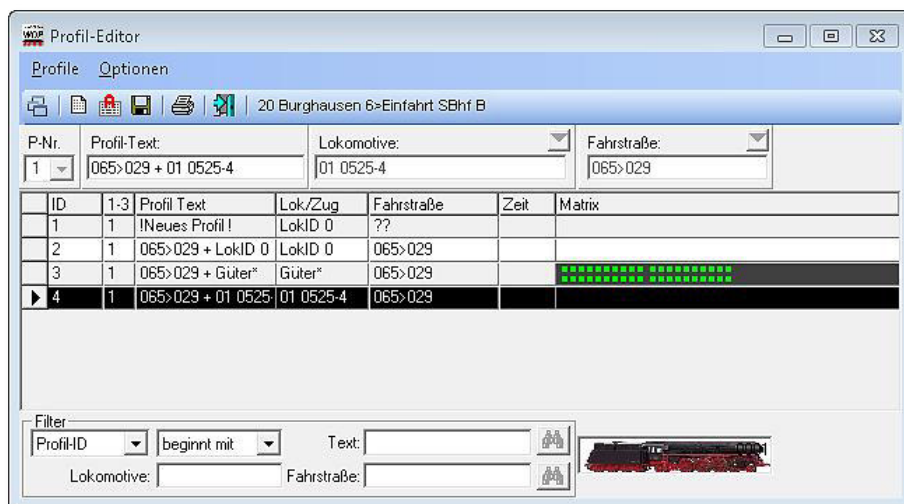 WDP Profil-Editor
Profile Optionen
20 Burghausen 6>Einfahrt SBhf B
P-Nr. Profil-Text: Lokomotive: Fahrstraße:
1 065>029 + 01 0525-4 01 0525-4 065>029
ID 1-3 Profil Text Lok/Zug Fahrstraße Zeit Matrix
1 1 !Neues Profil ! LokID 0 ??
2 1 065>029 + LokID 0 LokID 0 065>029
3 1 065>029 + Güter* Güter* 065>029
4 1 065>029 + 01 0525- 01 0525-4 065>029
Filter
Profil-ID beginnt mit Text:
Lokomotive: Fahrstraße: